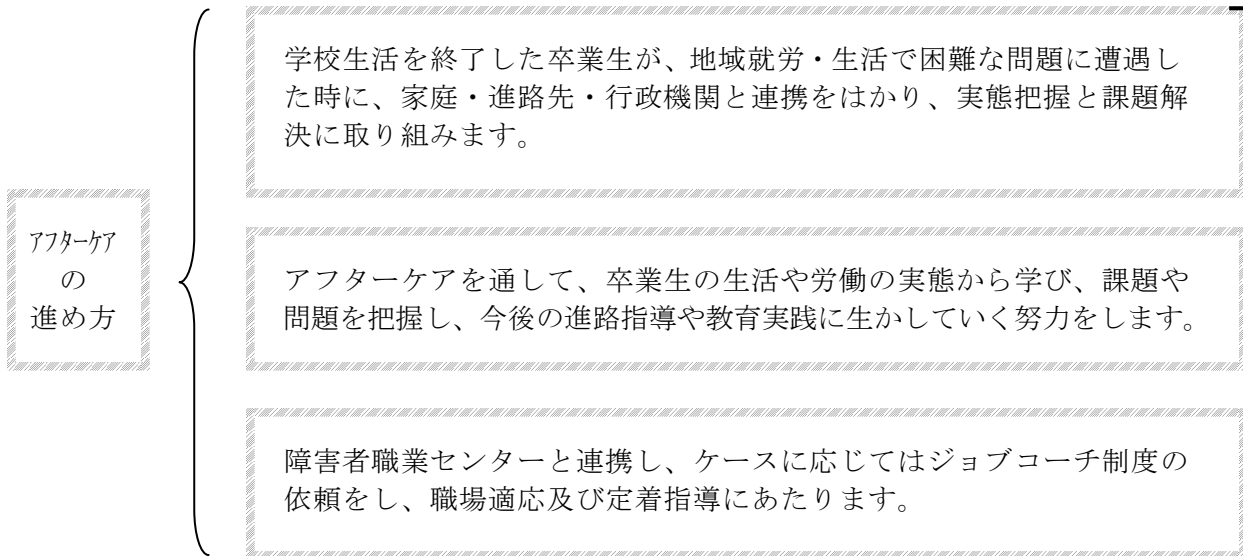 学校生活を終了した卒業生が、地域就労・生活で困難な問題に遭遇し
た時に、家庭・進路先・行政機関と連携をはかり、実態把握と課題解
決に取り組みます。
アフターケア
の
進め方
アフターケアを通して、卒業生の生活や労働の実態から学び、課題や
問題を把握し、今後の進路指導や教育実践に生かしていく努力をします。
障害者職業センターと連携し、ケースに応じてはジョブコーチ制度の
依頼をし、職場適応及び定着指導にあたります。